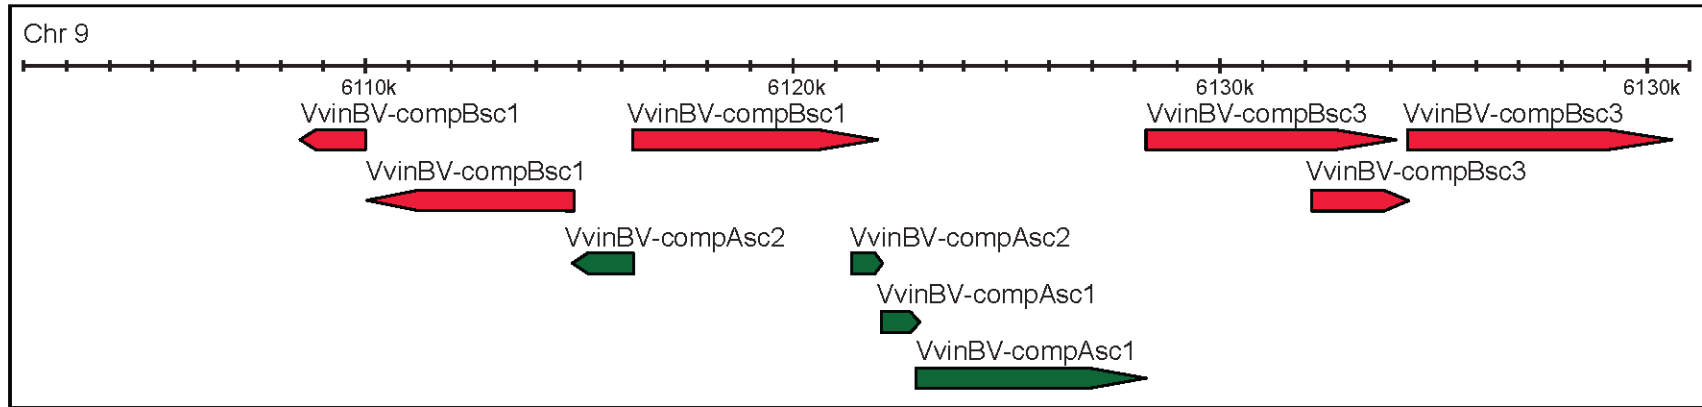 Chr 9
6110k 6120k 6130k 6130k
VvinBV-compBsc1 VvinBV-compBsc1 VvinBV-compBsc3 VvinBV-compBsc3
VvinBV-compBsc1 VvinBV-compBsc3
VvinBV-compAsc2 VvinBV-compAsc2
VvinBV-compAsc1
VvinBV-compAsc1